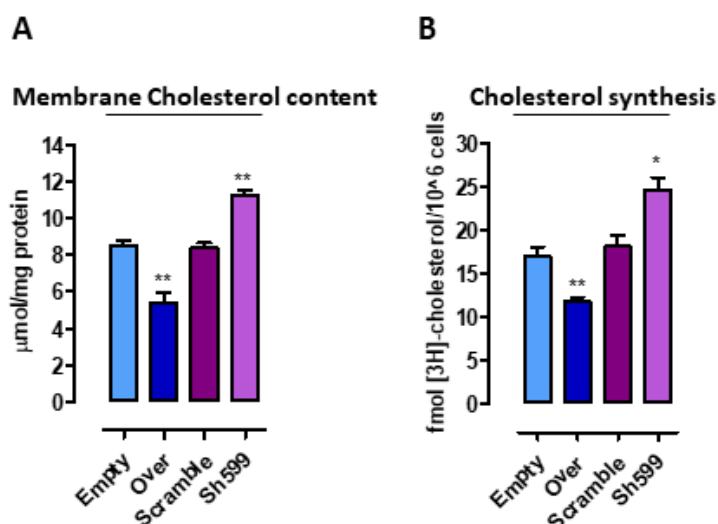 A
Membrane Cholesterol content
μmol/mg protein
14
12
10
8
6
4
2
0
**
**
Empty
Over
Scramble
Sh599
B
Cholesterol synthesis
fmol [3H]-cholesterol/10^6 cells
30
25
20
15
10
5
0
**
*
Empty
Over
Scramble
Sh599